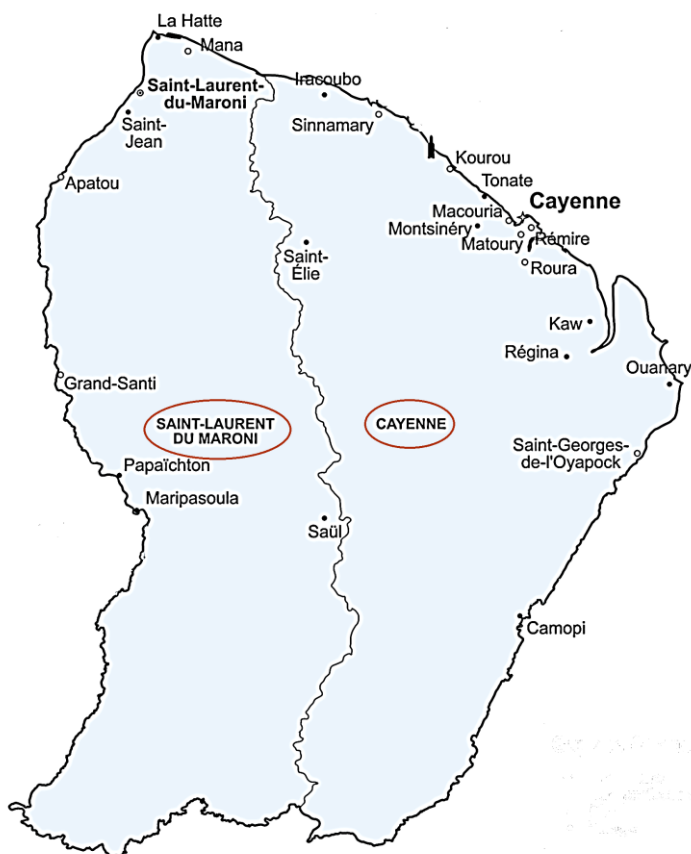 La Hatte
Mana
Saint-Laurent-
du-Maroni
Iracoubo
Saint-
Jean
Sinnamary
Kourou
Apatou
Tonate
Cayenne
Macouria
Montsinéry
Matoury
Rémire
Saint-
Élie
Roura
Kaw
Régina
Ouanary
Grand-Santi
SAINT-LAURENT
DU MARONI
CAYENNE
Saint-Georges-
de-l'Oyapock
Papaïchton
Maripasoula
Saül
Camopi